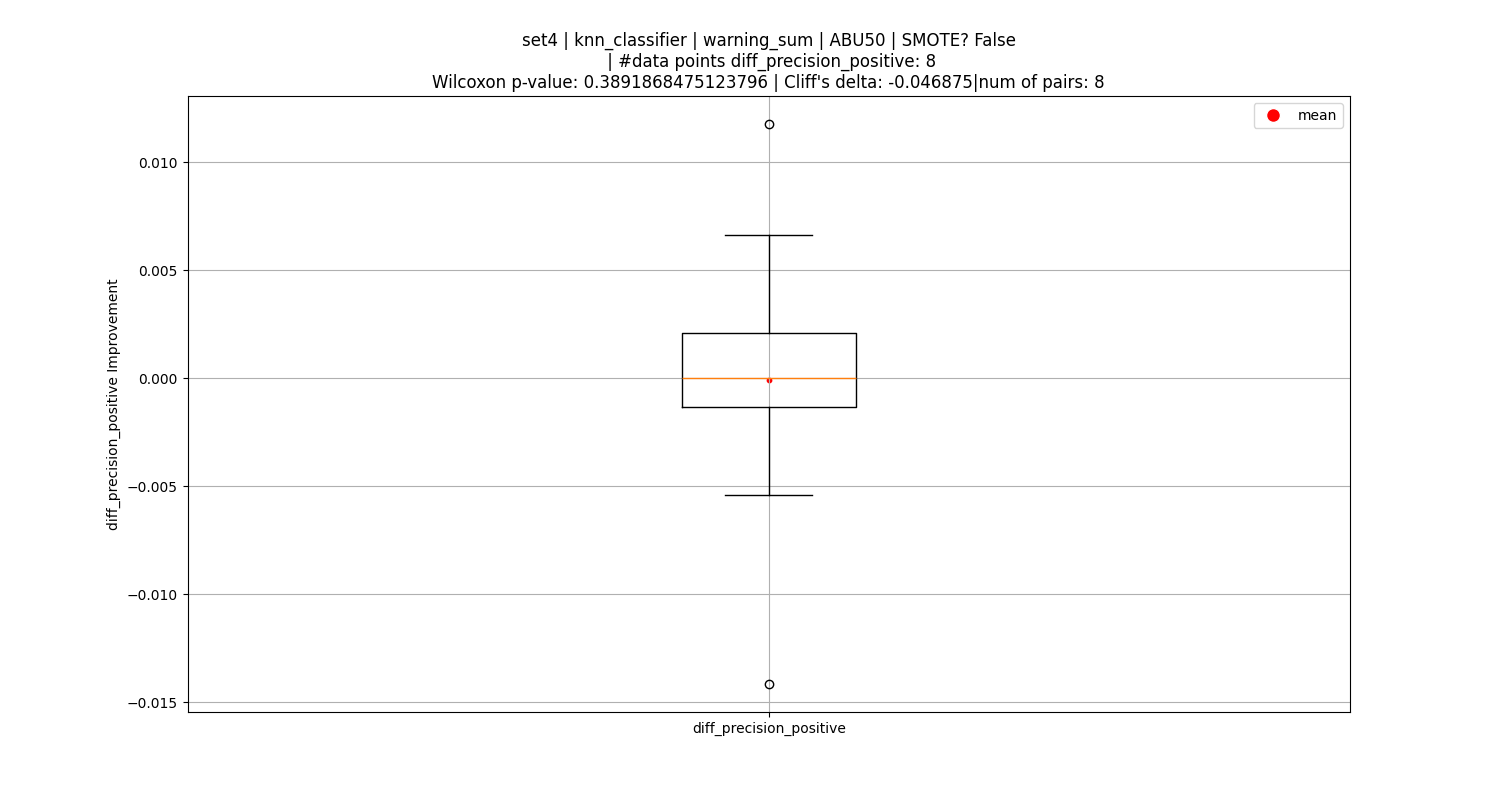 set4 | knn_classifier | warning_sum | ABU50 | SMOTE? False
| #data points diff_precision_positive: 8
Wilcoxon p-value: 0.3891868475123796 | Cliff's delta: -0.046875|num of pairs: 8
mean
0.010
0.005
0.000
−0.005
−0.010
−0.015
diff_precision_positive Improvement
diff_precision_positive